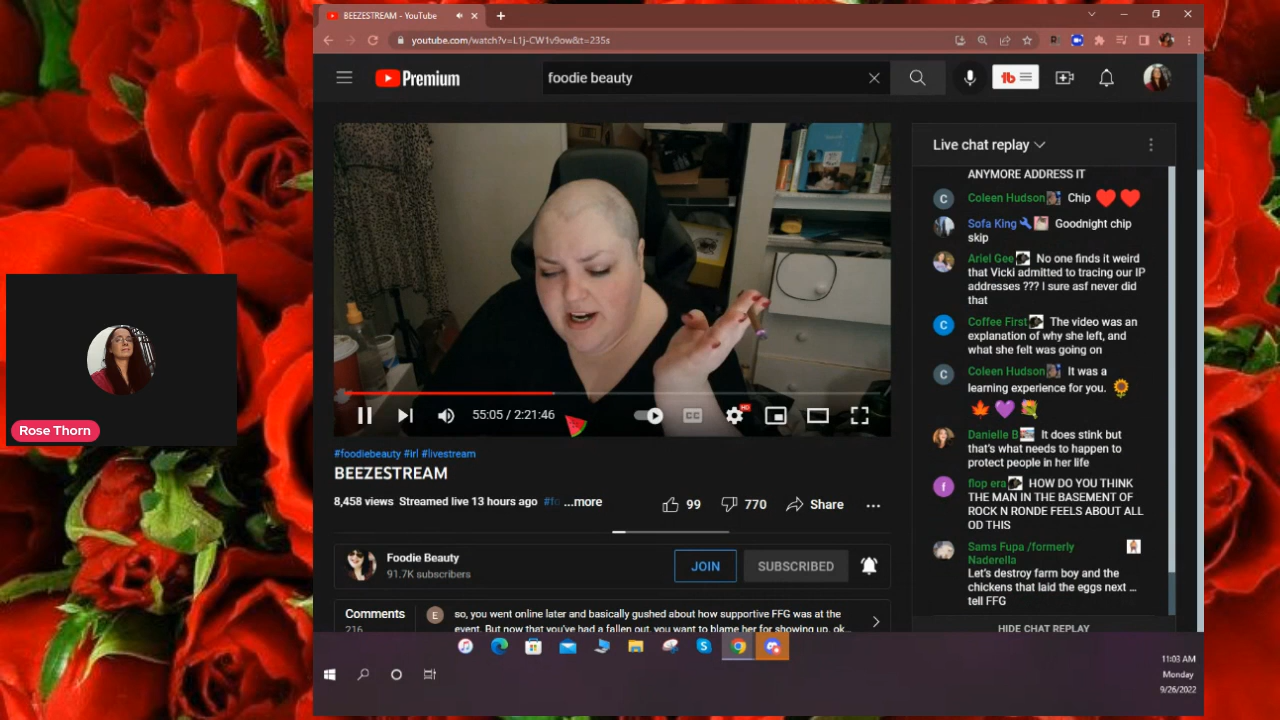 BEEZESTREAM - YouTube
youtube.com/watch?v=L1j-CW1v9ow&t=235s
Premium
foodie beauty
Live chat replay
ANYMORE ADDRESS IT
Coleen Hudson Chip
Sofa King Goodnight chip
skip
Ariel Gee No one finds it weird
that Vicki admitted to tracing our IP
addresses ??? I sure asf never did
that
Coffee First The video was an
explanation of why she left, and
what she felt was going on
Coleen Hudson It was a
learning experience for you.
Danielle B It does stink but
that's what needs to happen to
protect people in her life
flop era HOW DO YOU THINK
THE MAN IN THE BASEMENT OF
ROCK N RONDE FEELS ABOUT ALL
OD THIS
Sams Fupa /formerly
Naderella
Let's destroy farm boy and the
chickens that laid the eggs next ...
tell FFG
HIDE CHAT REPLAY
55:05 / 2:21:46
CC
HD
#foodiebeauty #irl #livestream
BEEZESTREAM
8,458 views Streamed live 13 hours ago #fo ...more
99 770 Share
Foodie Beauty
91.7K subscribers
JOIN SUBSCRIBED
Comments
216
E so, you went online later and basically gushed about how supportive FFG was at the
event. But now that you've had a fallen out, you want to blame her for showing up, ok...
Rose Thorn
11:03 AM
Monday
9/26/2022